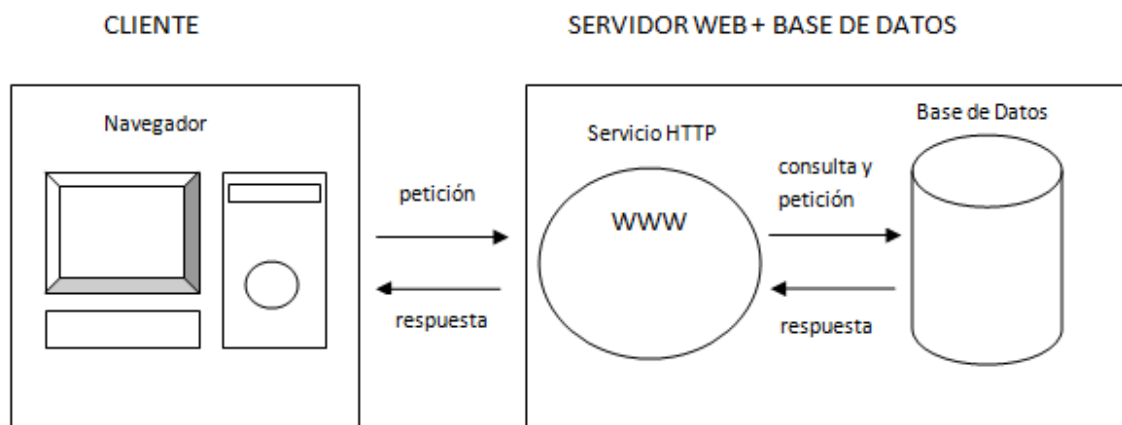 CLIENTE
SERVIDOR WEB + BASE DE DATOS
Navegador
petición
respuesta
Servicio HTTP
WWW
consulta y
petición
respuesta
Base de Datos